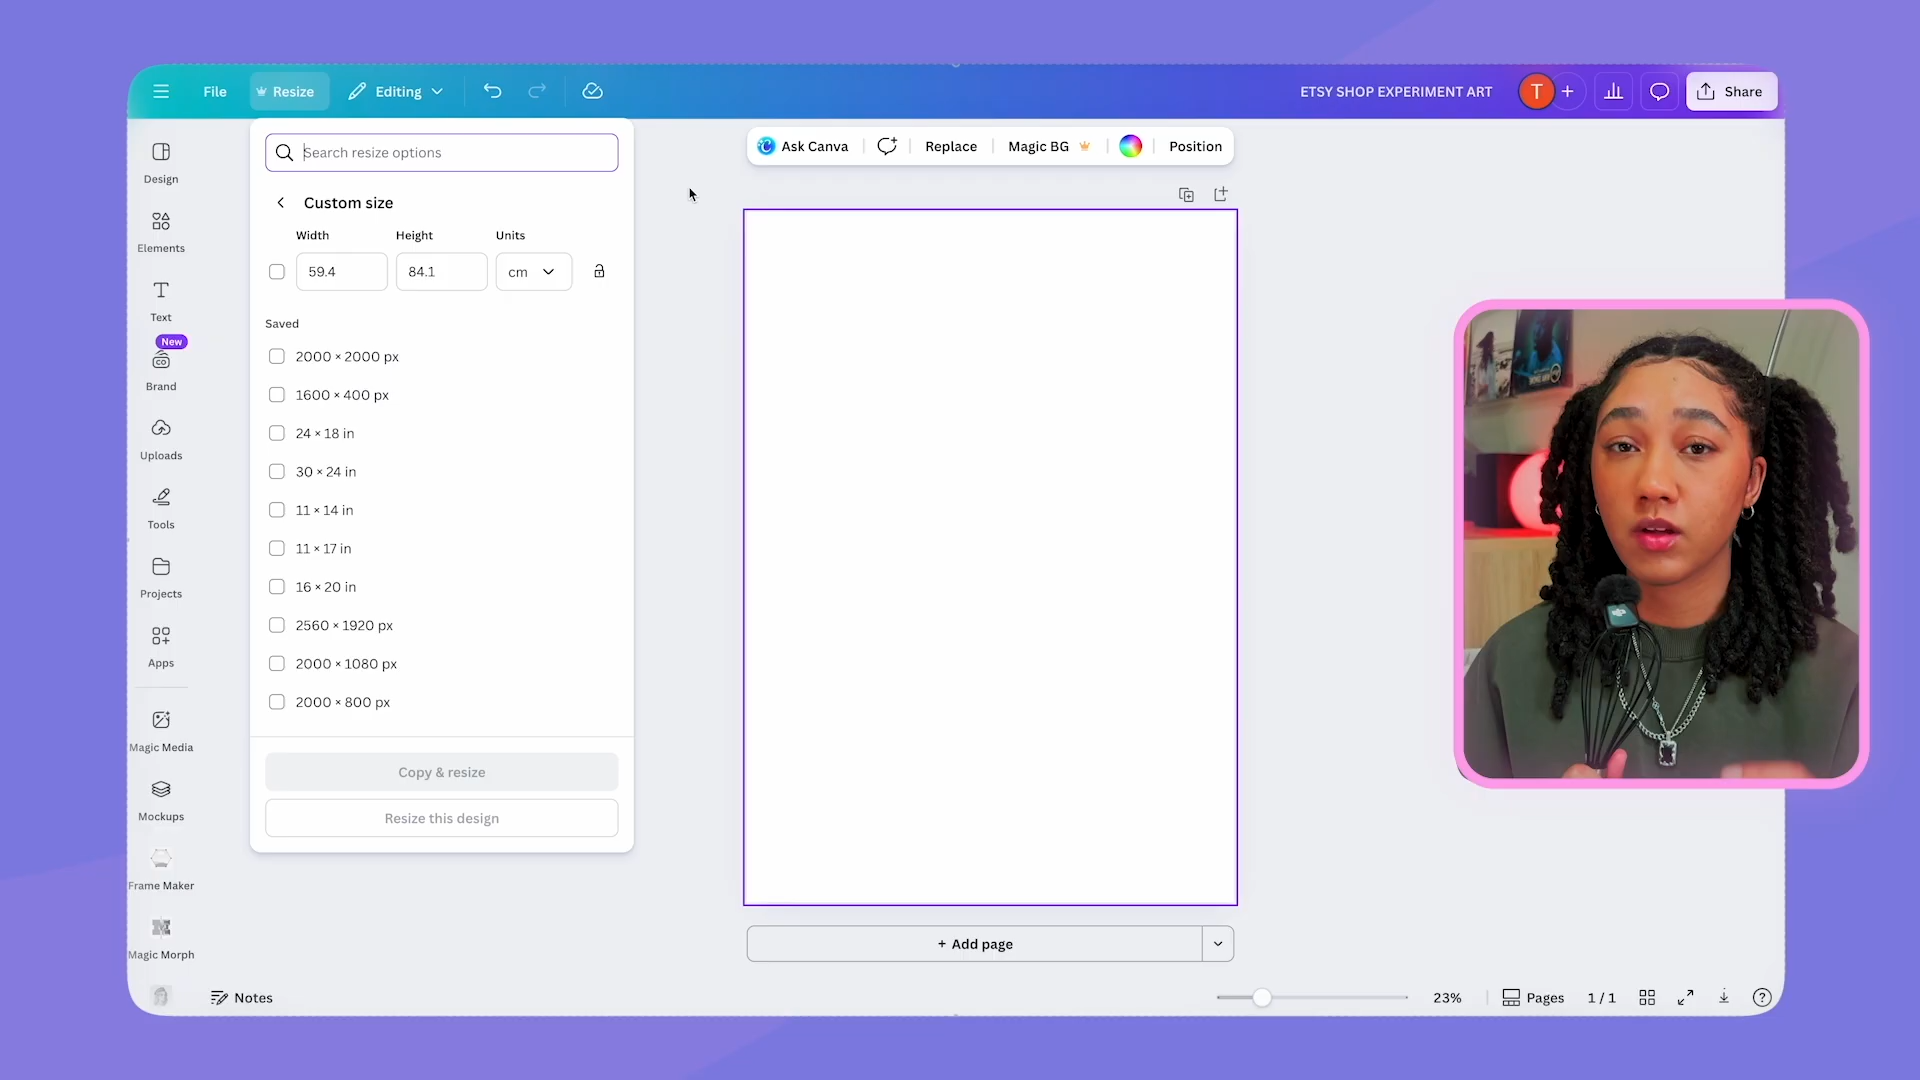 File
Resize
Editing
ETSY SHOP EXPERIMENT ART
T
Share
Design
Elements
Text
New
Brand
Uploads
Tools
Projects
Apps
Magic Media
Mockups
Frame Maker
Magic Morph
Search resize options
Custom size
Width Height Units
59.4 84.1 cm
Saved
2000 × 2000 px
1600 × 400 px
24 × 18 in
30 × 24 in
11 × 14 in
11 × 17 in
16 × 20 in
2560 × 1920 px
2000 × 1080 px
2000 × 800 px
Copy & resize
Resize this design
Ask Canva
Replace
Magic BG
Position
+ Add page
Notes
23%
Pages
1 / 1